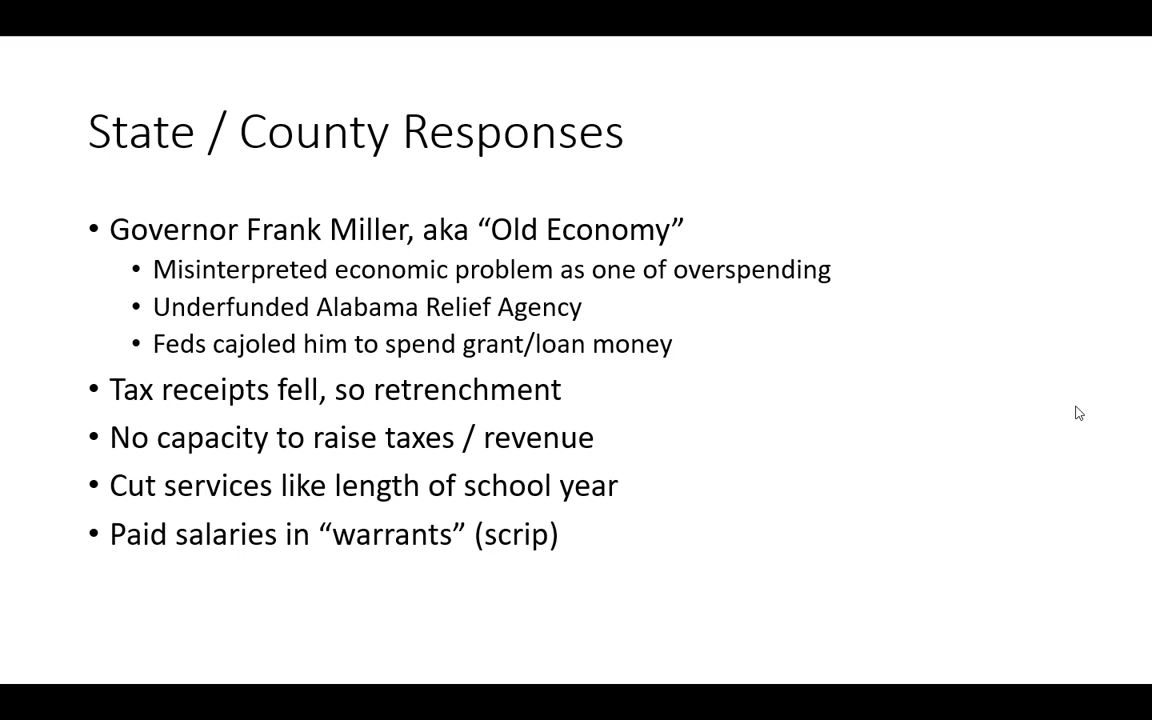 State / County Responses
• Governor Frank Miller, aka “Old Economy”
• Misinterpreted economic problem as one of overspending
• Underfunded Alabama Relief Agency
• Feds cajoled him to spend grant/loan money
• Tax receipts fell, so retrenchment
• No capacity to raise taxes / revenue
• Cut services like length of school year
• Paid salaries in “warrants” (scrip)